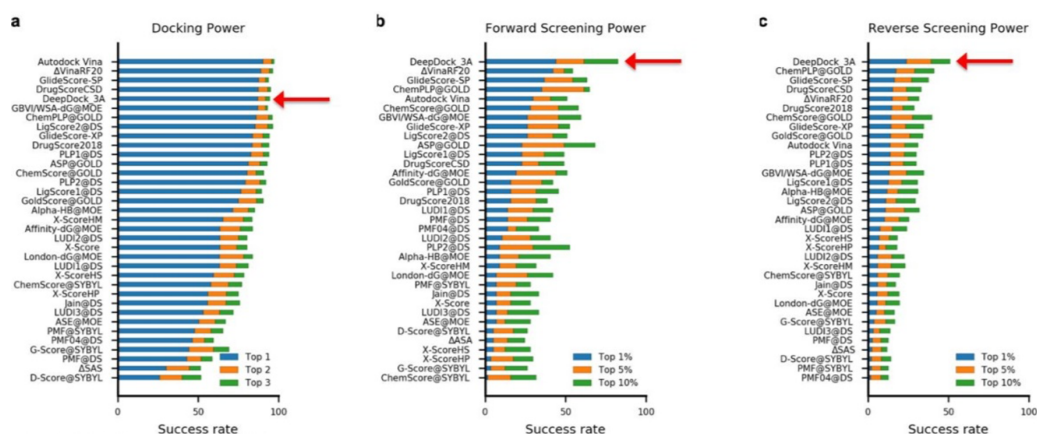 a
Docking Power
Autodock Vina
ΔVinaRF20
GlideScore-SP
DrugScoreCSD
DeepDock_3A
GBVI/WSA-dG@MOE
ChemPLP@GOLD
LigScore2@DS
GlideScore-XP
DrugScore2018
PLP1@DS
ASP@GOLD
ChemScore@GOLD
PLP2@DS
LigScore1@DS
GoldScore@GOLD
Alpha-HB@MOE
X-ScoreHM
Affinity-dG@MOE
LUDI2@DS
X-Score
London-dG@MOE
LUDI1@DS
X-ScoreHS
ChemScore@SYBYL
X-ScoreHP
Jain@DS
LUDI3@DS
ASE@MOE
PMF@SYBYL
PMF04@DS
G-Score@SYBYL
PMF@DS
ΔSAS
D-Score@SYBYL
Top 1
Top 2
Top 3
0 50 100
Success rate
b
Forward Screening Power
DeepDock_3A
ΔVinaRF20
GlideScore-SP
ChemPLP@GOLD
Autodock Vina
ChemScore@GOLD
GBVI/WSA-dG@MOE
GlideScore-XP
LigScore2@DS
ASP@GOLD
LigScore1@DS
DrugScoreCSD
Affinity-dG@MOE
GoldScore@GOLD
PLP1@DS
DrugScore2018
LUDI1@DS
PMF@DS
PMF04@DS
LUDI2@DS
PLP2@DS
Alpha-HB@MOE
X-ScoreHM
London-dG@MOE
PMF@SYBYL
Jain@DS
X-Score
LUDI3@DS
ASE@MOE
D-Score@SYBYL
ΔASA
X-ScoreHS
X-ScoreHP
G-Score@SYBYL
ChemScore@SYBYL
Top 1%
Top 5%
Top 10%
0 50 100
Success rate
c
Reverse Screening Power
DeepDock_3A
ChemPLP@GOLD
GlideScore-SP
DrugScoreCSD
ΔVinaRF20
DrugScore2018
ChemScore@GOLD
GlideScore-XP
GoldScore@GOLD
Autodock Vina
PLP2@DS
PLP1@DS
GBVI/WSA-dG@MOE
LigScore1@DS
Alpha-HB@MOE
LigScore2@DS
ASP@GOLD
Affinity-dG@MOE
LUDI1@DS
X-ScoreHS
X-ScoreHP
LUDI2@DS
X-ScoreHM
ChemScore@SYBYL
Jain@DS
X-Score
London-dG@MOE
ASE@MOE
G-Score@SYBYL
LUDI3@DS
PMF@DS
ΔSAS
D-Score@SYBYL
PMF@SYBYL
PMF04@DS
Top 1%
Top 5%
Top 10%
0 50 100
Success rate